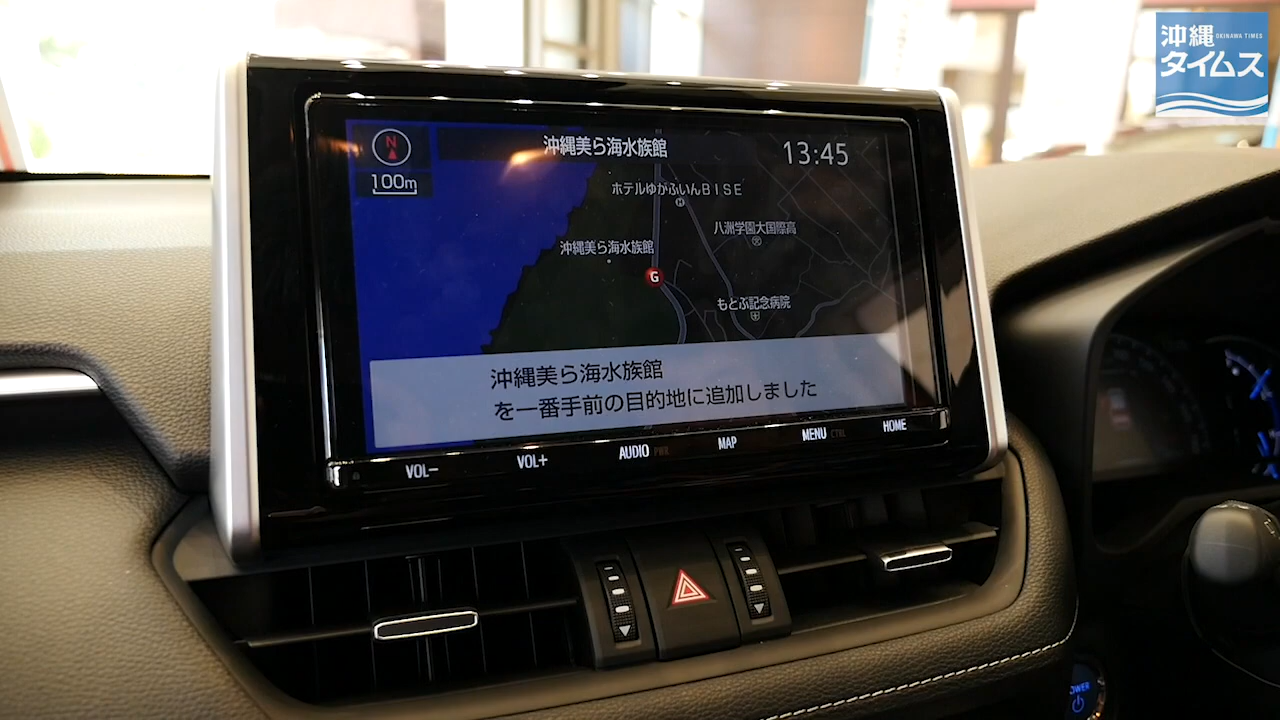 沖縄 OKINAWA TIMES
タイムス
N
沖縄美ら海水族館
13:45
100m
ホテルゆがふいんBISE
H
八洲学園大国際高
文
沖縄美ら海水族館
G
もとぶ記念病院
沖縄美ら海水族館
を一番手前の目的地に追加しました
VOL− VOL+ AUDIO PWR MAP MENU CTRL HOME
POWER